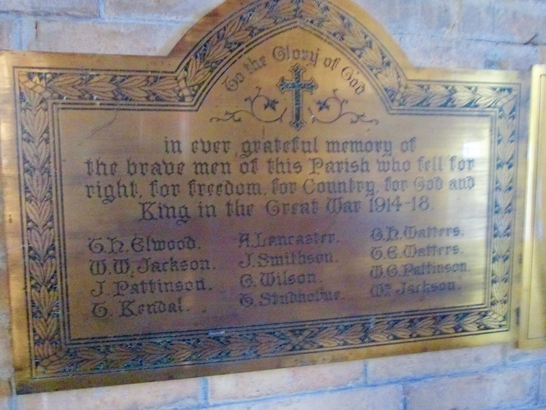 To the Glory of God
in ever grateful memory of
the brave men of this Parish who fell for
right, for freedom, for Country, for God and
King in the Great War 1914-18.
A. Lancaster.
W. W. Jackson.
J. Smithson.
J. Pattinson.
Wilson.
T. Kendal.
Studholme.
Elwood.
Watters.
T. E. Watters.
Pattinson
Wm Jackson.